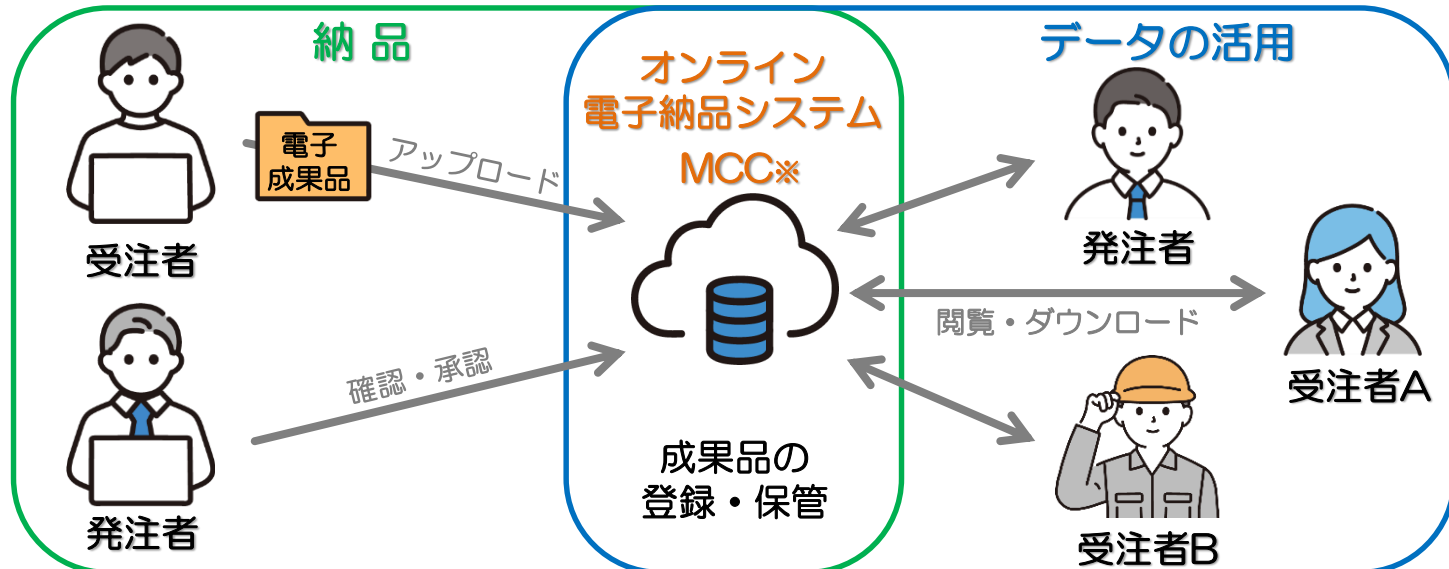 納 品
電子
成果品
アップロード
受注者
確認・承認
発注者
オンライン
電子納品システム
MCC※
成果品の
登録・保管
データの活用
発注者
閲覧・ダウンロード
受注者A
受注者B